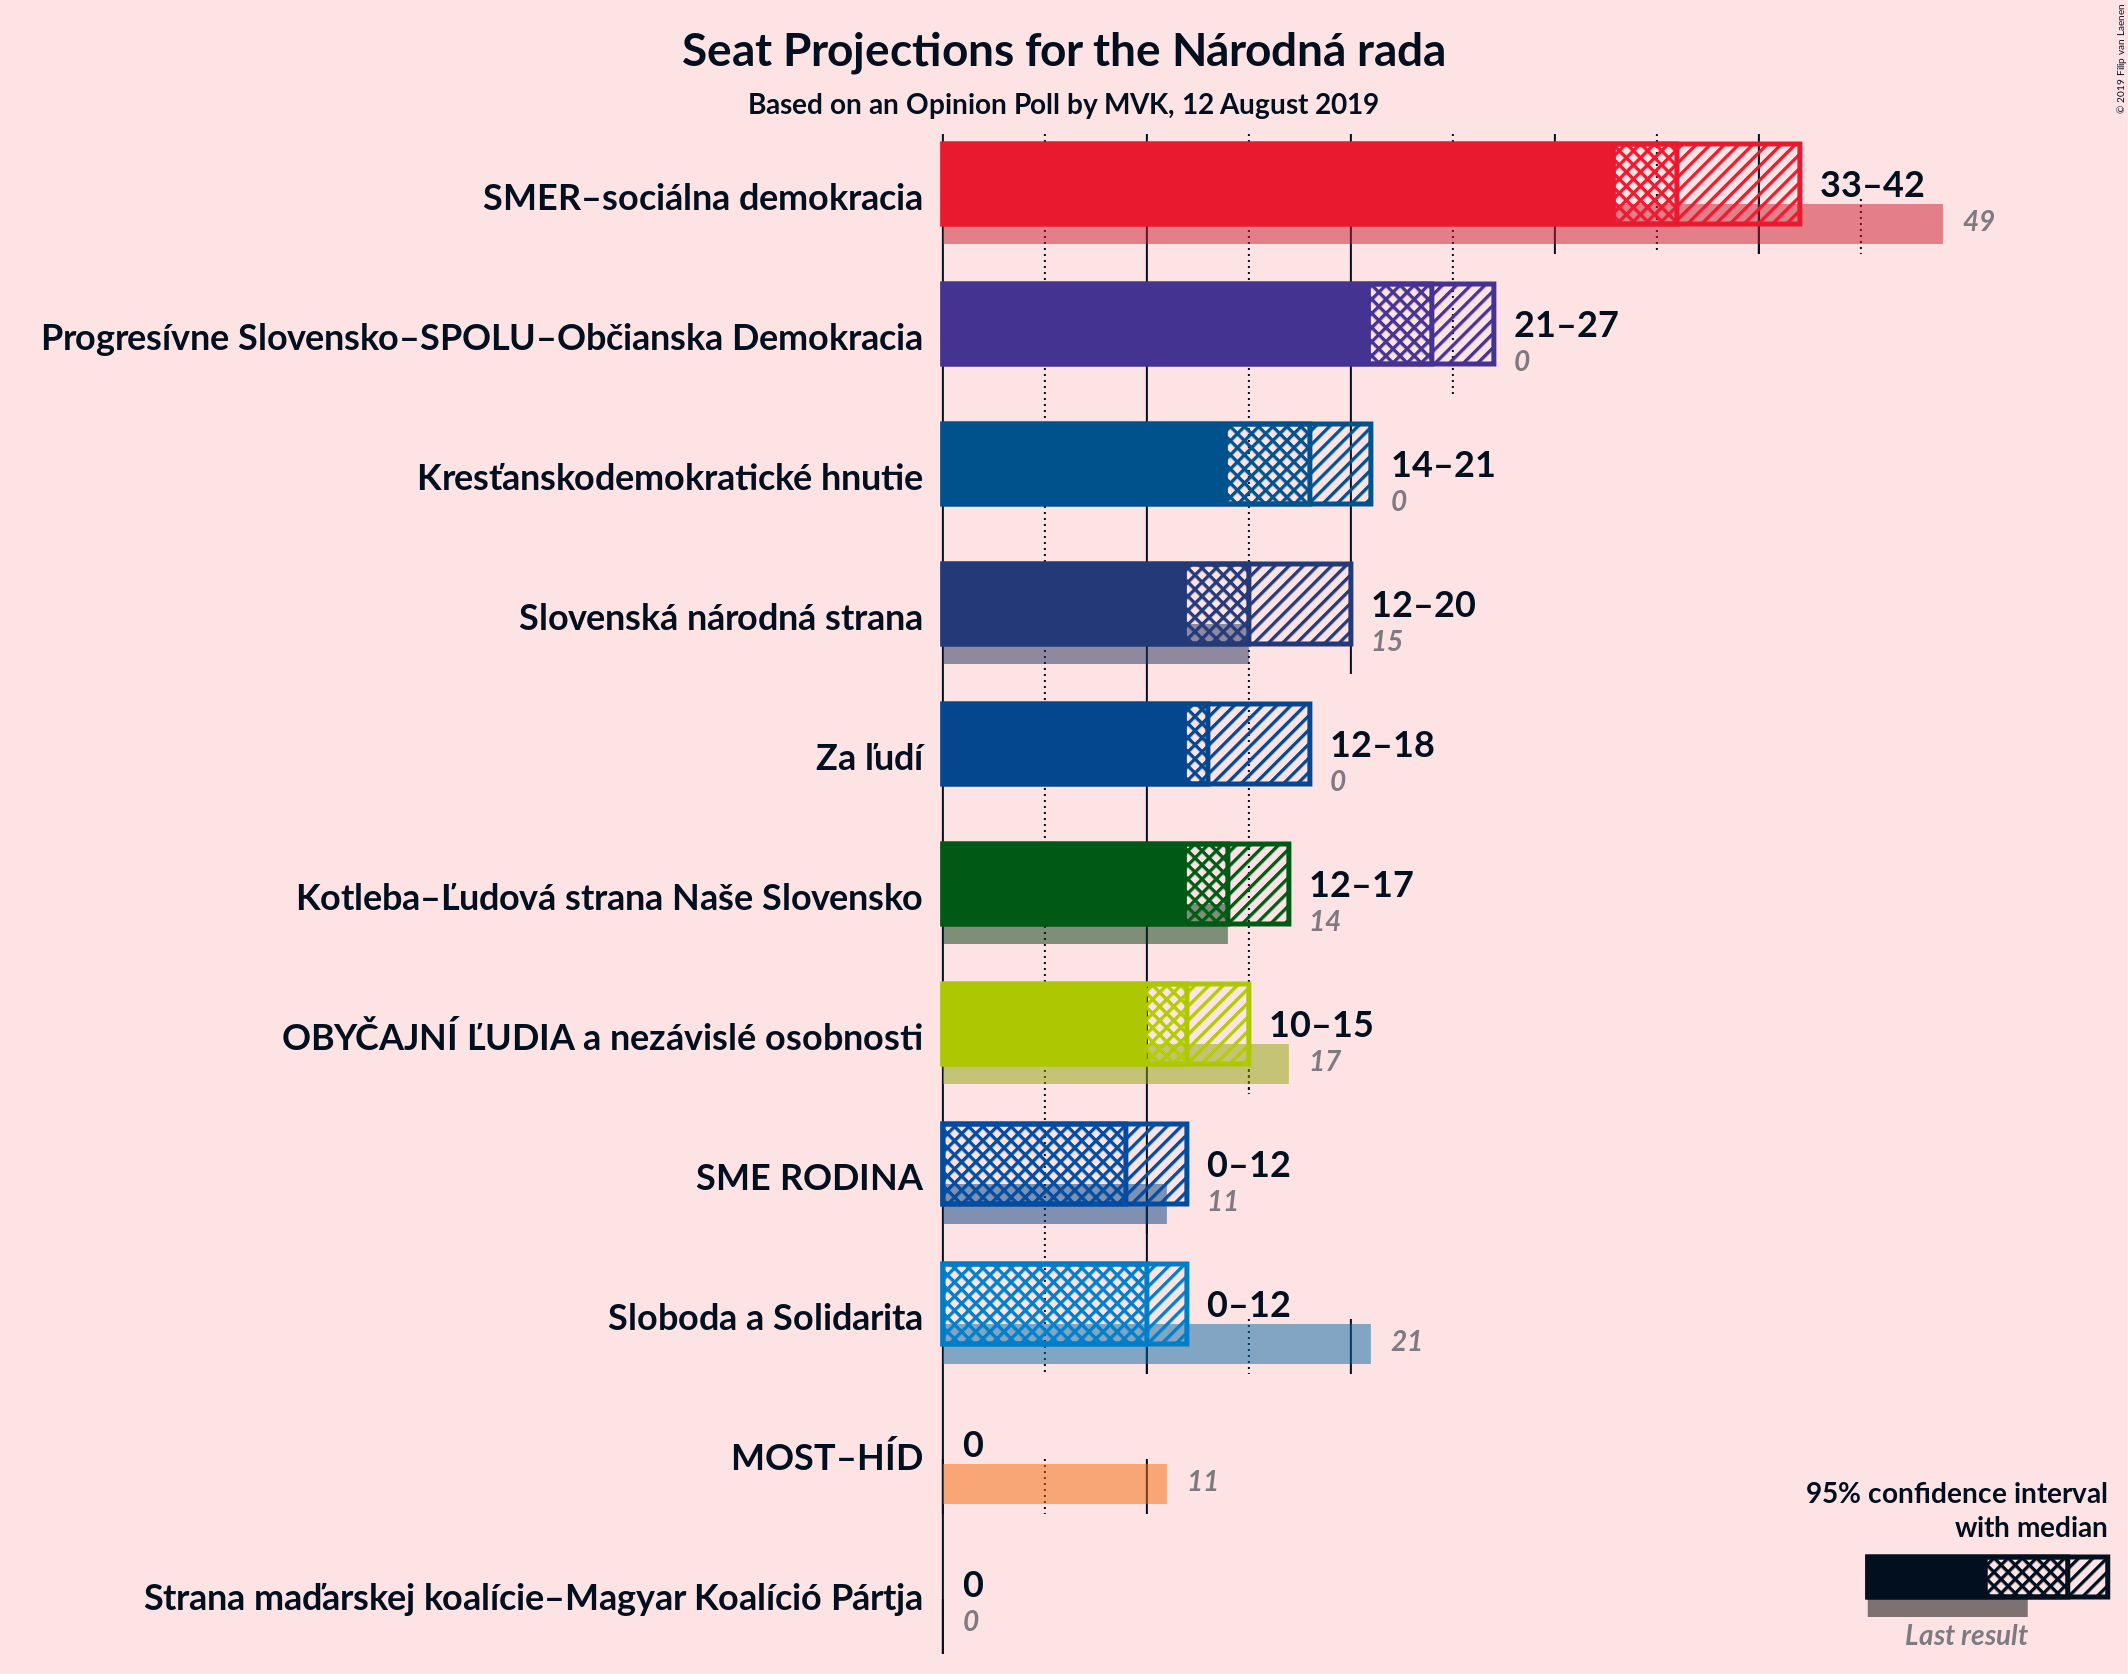 Seat Projections for the Národná rada
Based on an Opinion Poll by MVK, 12 August 2019
© 2019 Filip van Laenen
SMER–sociálna demokracia
33–42
49
Progresívne Slovensko–SPOLU–Občianska Demokracia
21–27
0
Kresťanskodemokratické hnutie
14–21
0
Slovenská národná strana
12–20
15
Za ľudí
12–18
0
Kotleba–Ľudová strana Naše Slovensko
12–17
14
OBYČAJNÍ ĽUDIA a nezávislé osobnosti
10–15
17
SME RODINA
0–12
11
Sloboda a Solidarita
0–12
21
MOST–HÍD
0
11
Strana maďarskej koalície–Magyar Koalíció Pártja
0
0
95% confidence interval
with median
Last result